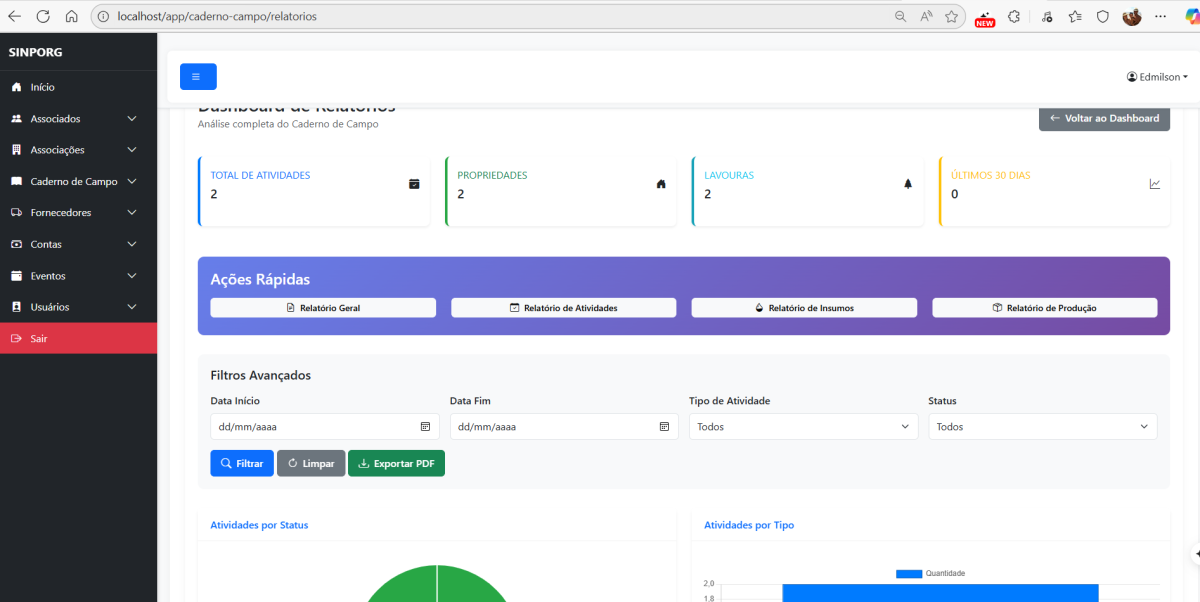 localhost/app/caderno-campo/relatorios
NEW
SINPORG
Edmilson
Início
Associados
Associações
Caderno de Campo
Fornecedores
Contas
Eventos
Usuários
Sair
Dashboard de Relatórios
Análise completa do Caderno de Campo
← Voltar ao Dashboard
TOTAL DE ATIVIDADES
2
PROPRIEDADES
2
LAVOURAS
2
ÚLTIMOS 30 DIAS
0
Ações Rápidas
Relatório Geral
Relatório de Atividades
Relatório de Insumos
Relatório de Produção
Filtros Avançados
Data Início
dd/mm/aaaa
Data Fim
dd/mm/aaaa
Tipo de Atividade
Todos
Status
Todos
Filtrar
Limpar
Exportar PDF
Atividades por Status
Atividades por Tipo
Quantidade
2,0
1,8